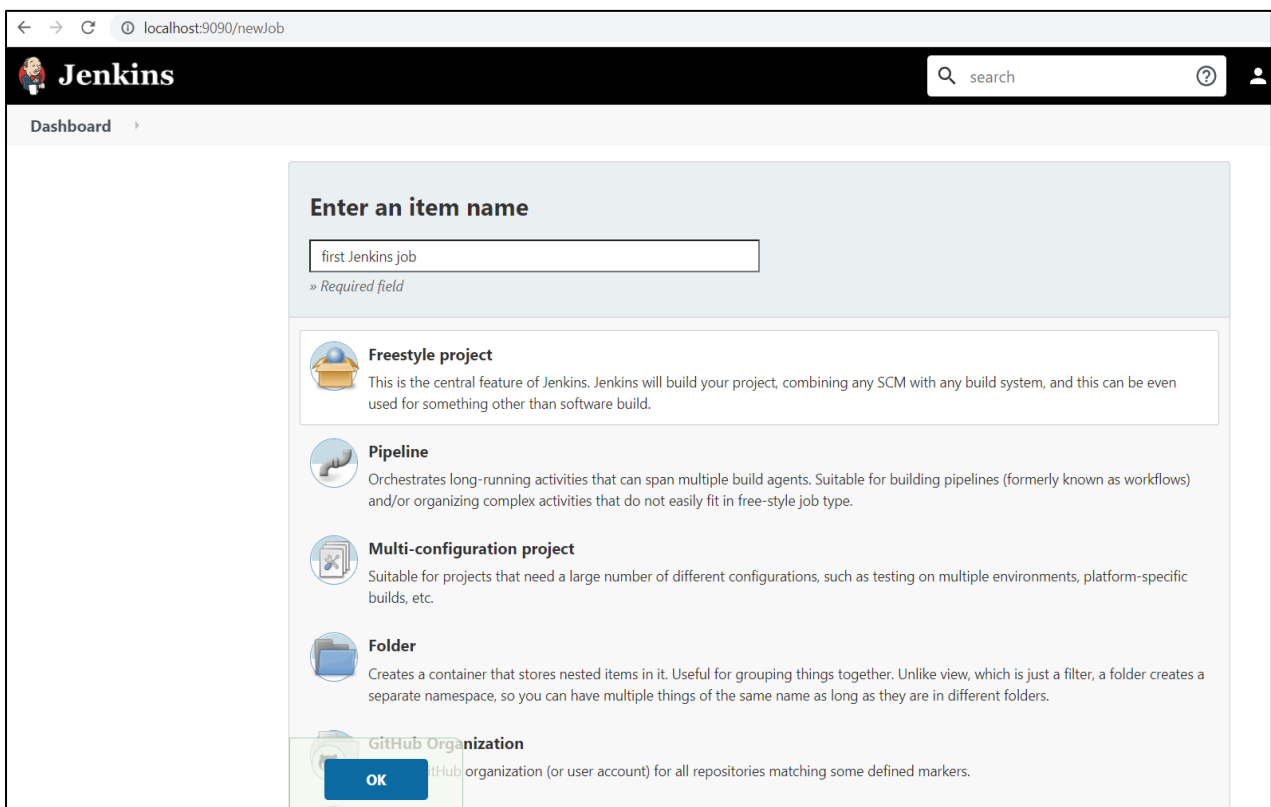 localhost:9090/newJob
Jenkins
search
Dashboard
Enter an item name
first Jenkins job
» Required field
Freestyle project
This is the central feature of Jenkins. Jenkins will build your project, combining any SCM with any build system, and this can be even
used for something other than software build.
Pipeline
Orchestrates long-running activities that can span multiple build agents. Suitable for building pipelines (formerly known as workflows)
and/or organizing complex activities that do not easily fit in free-style job type.
Multi-configuration project
Suitable for projects that need a large number of different configurations, such as testing on multiple environments, platform-specific
builds, etc.
Folder
Creates a container that stores nested items in it. Useful for grouping things together. Unlike view, which is just a filter, a folder creates a
separate namespace, so you can have multiple things of the same name as long as they are in different folders.
GitHub Organization
organization (or user account) for all repositories matching some defined markers.
OK